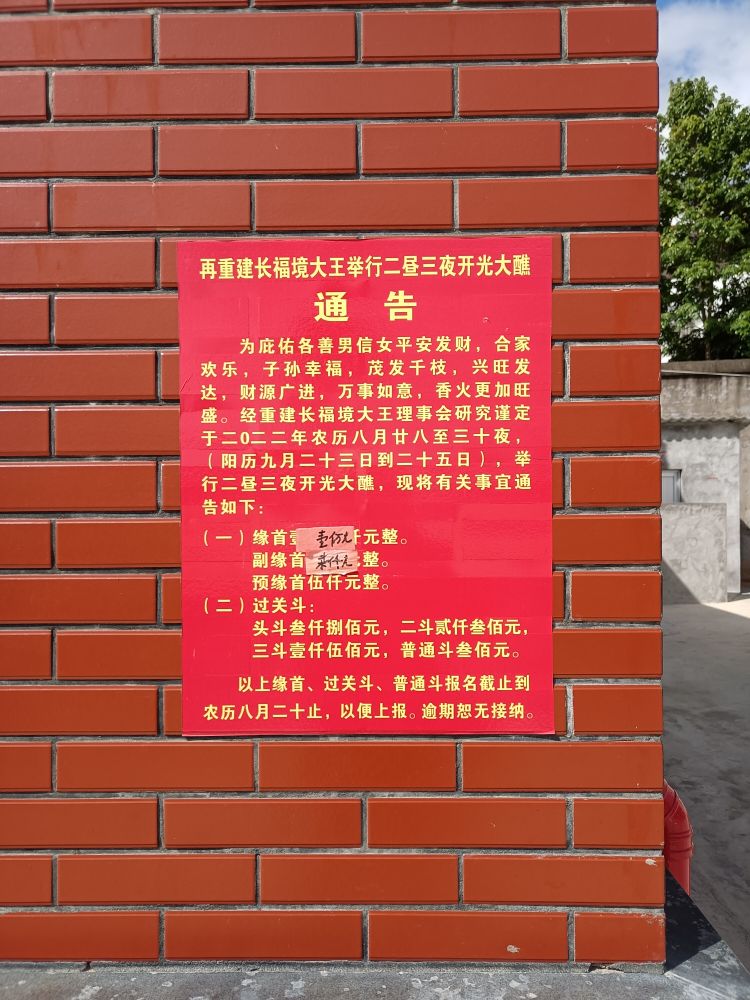 再重建长福境大王举行二昼三夜开光大醮
通告
为庇佑各善男信女平安发财，合家
欢乐，子孙幸福，茂发千枝，兴旺发
达，财源广进，万事如意，香火更加旺
盛。经重建长福境大王理事会研究谨定
于二0二二年农历八月廿八至三十夜，
（阳历九月二十三日到二十五日），举
行二昼三夜开光大醮，现将有关事宜通
告如下：
（一）缘首壹万元仟元整。
副缘首柒仟元整。
预缘首伍仟元整。
（二）过关斗：
头斗叁仟捌佰元，二斗贰仟叁佰元，
三斗壹仟伍佰元，普通斗叁佰元。
以上缘首、过关斗、普通斗报名截止到
农历八月二十止，以便上报。逾期恕无接纳。